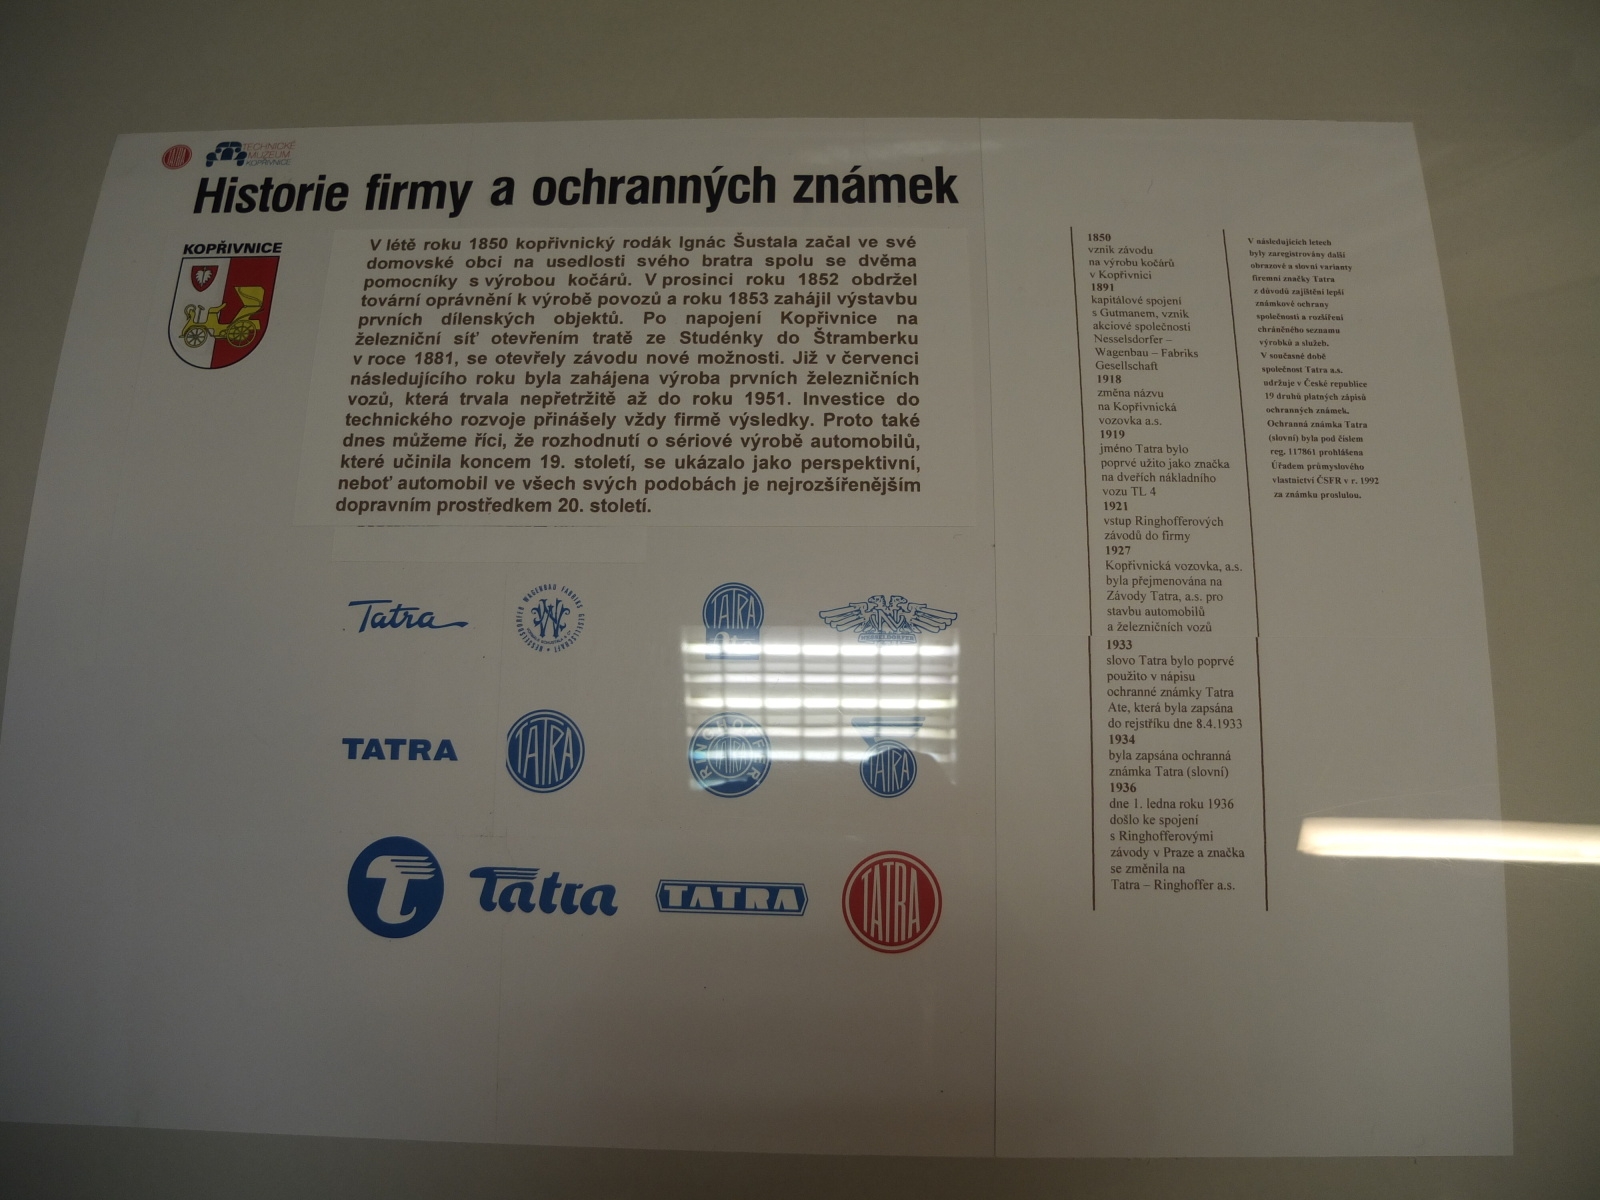 TATRA
TECHNICKÉ
MUZEUM
KOPŘIVNICE
Historie firmy a ochranných známek
KOPŘIVNICE
V létě roku 1850 kopřivnický rodák Ignác Šustala začal ve své
domovské obci na usedlosti svého bratra spolu se dvěma
pomocníky s výrobou kočárů. V prosinci roku 1852 obdržel
tovární oprávnění k výrobě povozů a roku 1853 zahájil výstavbu
prvních dílenských objektů. Po napojení Kopřivnice na
železniční síť otevřením tratě ze Studénky do Štramberku
v roce 1881, se otevřely závodu nové možnosti. Již v červenci
následujícího roku byla zahájena výroba prvních železničních
vozů, která trvala nepřetržitě až do roku 1951. Investice do
technického rozvoje přinášely vždy firmě výsledky. Proto také
dnes můžeme říci, že rozhodnutí o sériové výrobě automobilů,
které učinila koncem 19. století, se ukázalo jako perspektivní,
neboť automobil ve všech svých podobách je nejrozšířenějším
dopravním prostředkem 20. století.
Tatra
NESSELSDORFER WAGENBAU FABRIKS GESELLSCHAFT
TATRA
NESSELDORFER
TATRA
TATRA
RINGHOFFER
TATRA
TATRA
T
Tatra
TATRA
TATRA
1850
vznik závodu
na výrobu kočárů
v Kopřivnici
1891
kapitálové spojení
s Gutmanem, vznik
akciové společnosti
Nesselsdorfer –
Wagenbau – Fabriks
Gesellschaft
1918
změna názvu
na Kopřivnická
vozovka a.s.
1919
jméno Tatra bylo
poprvé užito jako značka
na dveřích nákladního
vozu TL 4
1921
vstup Ringhofferových
závodů do firmy
1927
Kopřivnická vozovka, a.s.
byla přejmenována na
Závody Tatra, a.s. pro
stavbu automobilů
a železničních vozů
1933
slovo Tatra bylo poprvé
použito v nápisu
ochranné známky Tatra
Ate, která byla zapsána
do rejstříku dne 8.4.1933
1934
byla zapsána ochranná
známka Tatra (slovní)
1936
dne 1. ledna roku 1936
došlo ke spojení
s Ringhofferovými
závody v Praze a značka
se změnila na
Tatra – Ringhoffer a.s.
V následujících letech
byly zaregistrovány další
obrazové a slovní varianty
firemní značky Tatra
z důvodů zajištění lepší
známkové ochrany
společnosti a rozšíření
chráněného seznamu
výrobků a služeb.
V současné době
společnost Tatra a.s.
udržuje v České republice
19 druhů platných zápisů
ochranných známek.
Ochranná známka Tatra
(slovní) byla pod číslem
reg. 117861 prohlášena
Úřadem průmyslového
vlastnictví ČSFR v r. 1992
za známku proslulou.